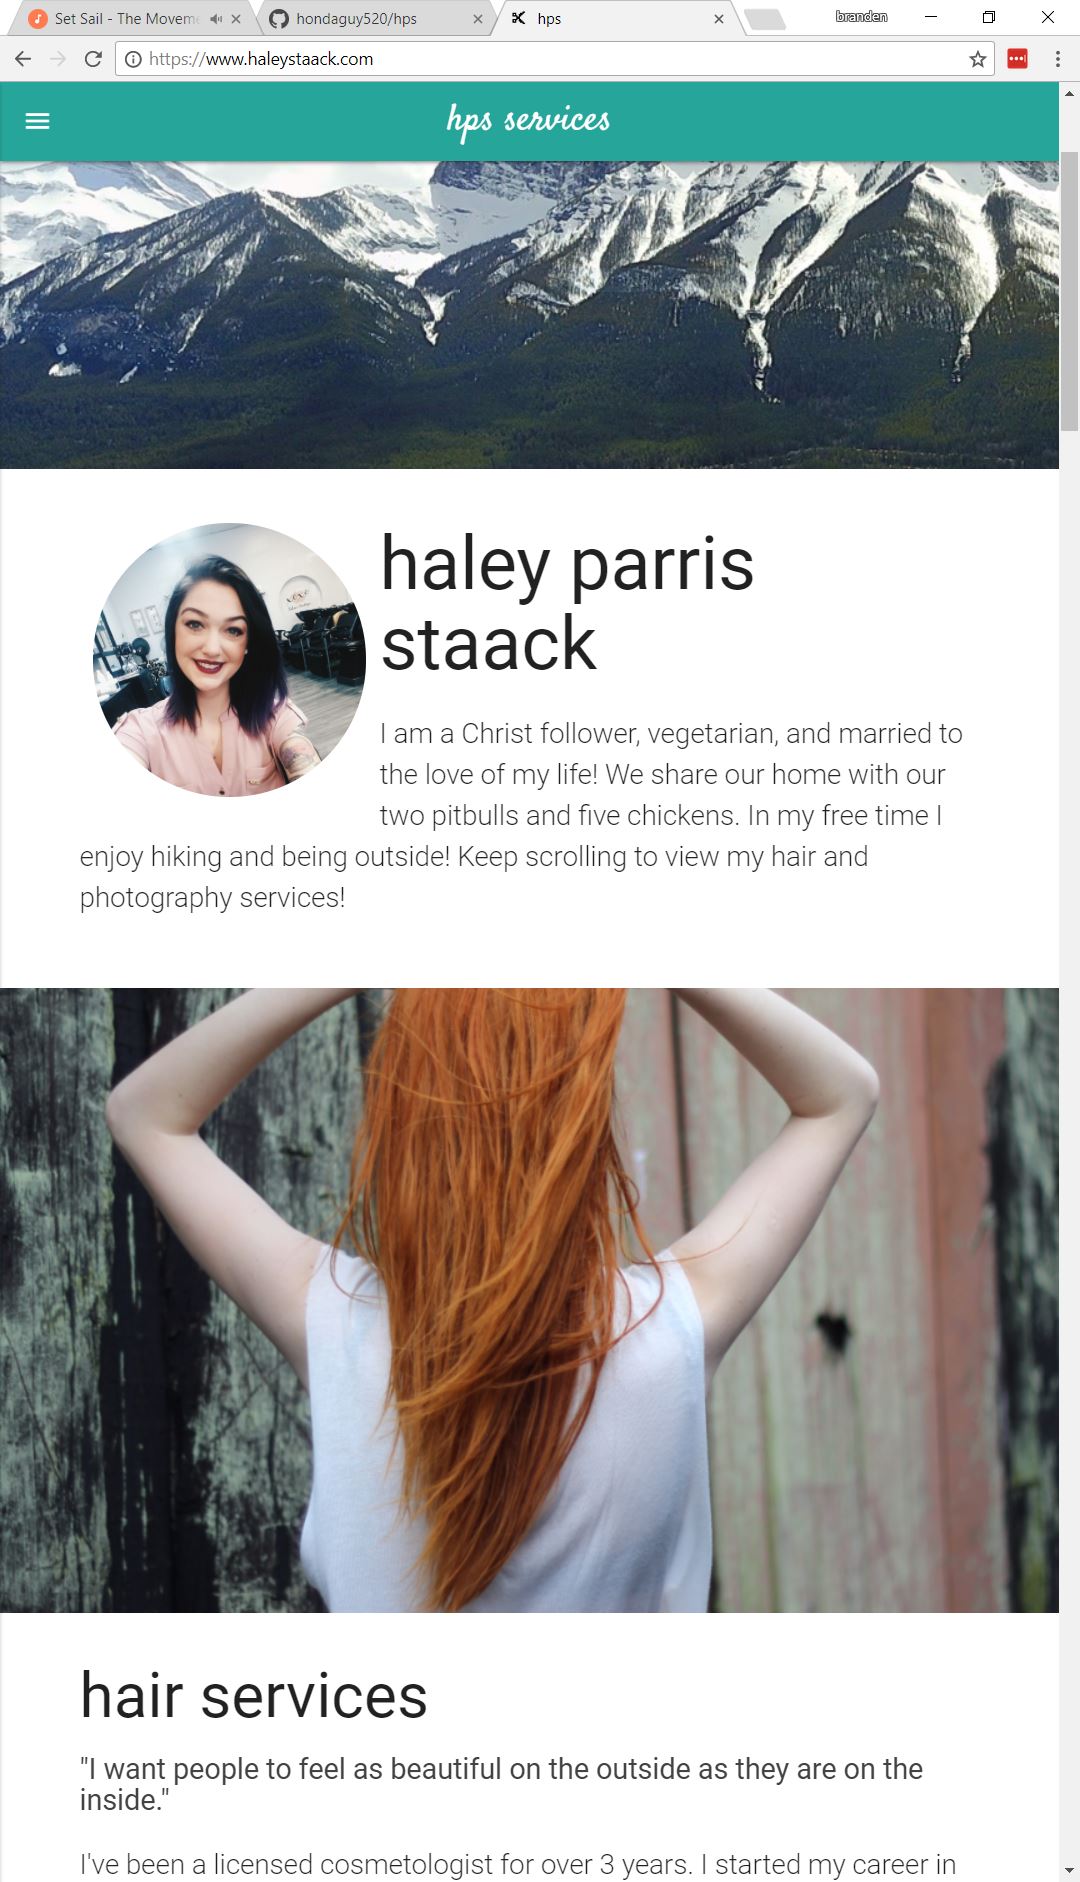 Set Sail - The Movem
hondaguy520/hps
hps
branden
https://www.haleystaack.com
hps services
haley parris
staack
I am a Christ follower, vegetarian, and married to
the love of my life! We share our home with our
two pitbulls and five chickens. In my free time I
enjoy hiking and being outside! Keep scrolling to view my hair and
photography services!
hair services
"I want people to feel as beautiful on the outside as they are on the
inside."
I've been a licensed cosmetologist for over 3 years. I started my career in